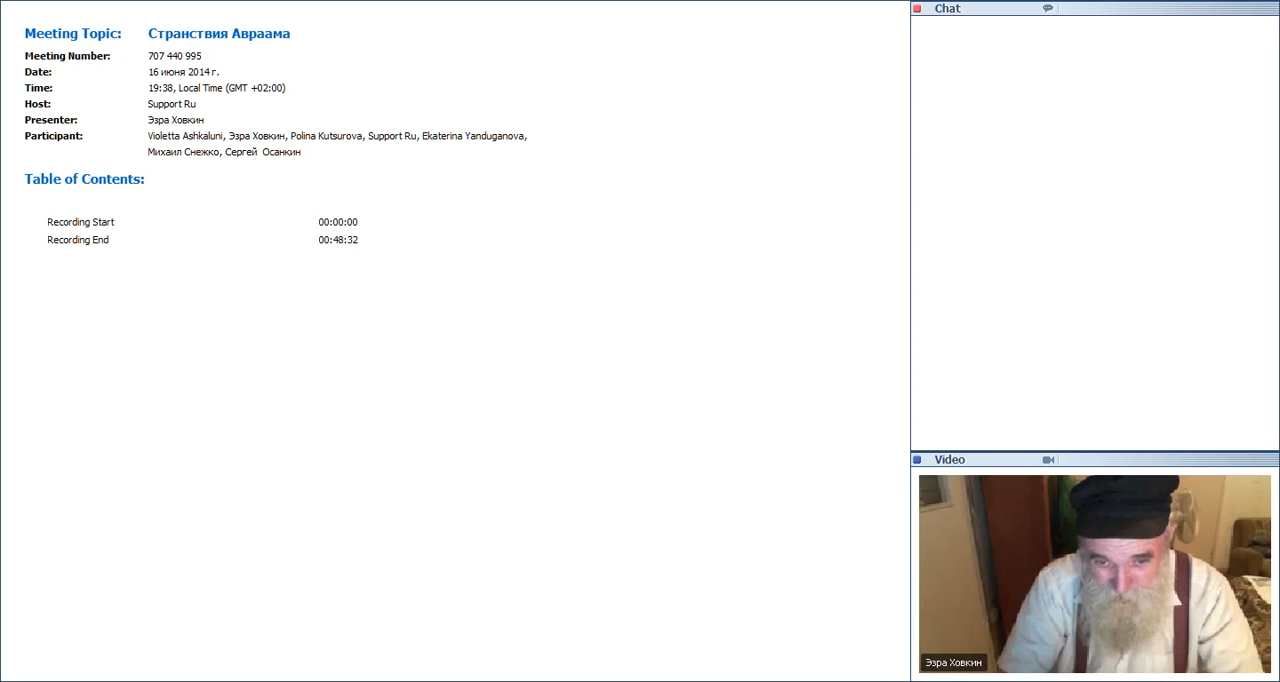 Meeting Topic: Странствия Авраама
Meeting Number: 707 440 995
Date: 16 июня 2014 г.
Time: 19:38, Local Time (GMT +02:00)
Host: Support Ru
Presenter: Эзра Ховкин
Participant: Violetta Ashkaluni, Эзра Ховкин, Polina Kutsurova, Support Ru, Ekaterina Yanduganova,
Михаил Снежко, Сергей Осанкин
Table of Contents:
Recording Start 00:00:00
Recording End 00:48:32
Chat
Video
Эзра Ховкин